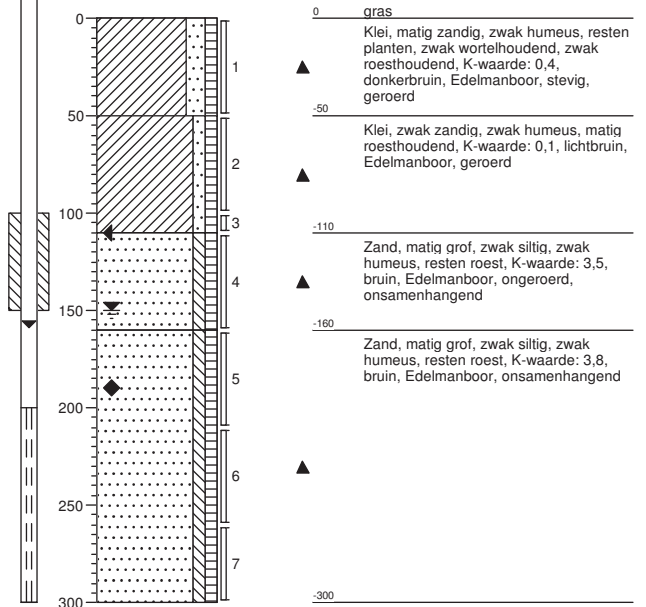 0
50
100
150
200
250
300
1
2
3
4
5
6
7
0 gras
Klei, matig zandig, zwak humeus, resten
planten, zwak wortelhoudend, zwak
roesthoudend, K-waarde: 0,4,
donkerbruin, Edelmanboor, stevig,
geroerd
-50
Klei, zwak zandig, zwak humeus, matig
roesthoudend, K-waarde: 0,1, lichtbruin,
Edelmanboor, geroerd
-110
Zand, matig grof, zwak siltig, zwak
humeus, resten roest, K-waarde: 3,5,
bruin, Edelmanboor, ongeroerd,
onsamenhangend
-160
Zand, matig grof, zwak siltig, zwak
humeus, resten roest, K-waarde: 3,8,
bruin, Edelmanboor, onsamenhangend
-300